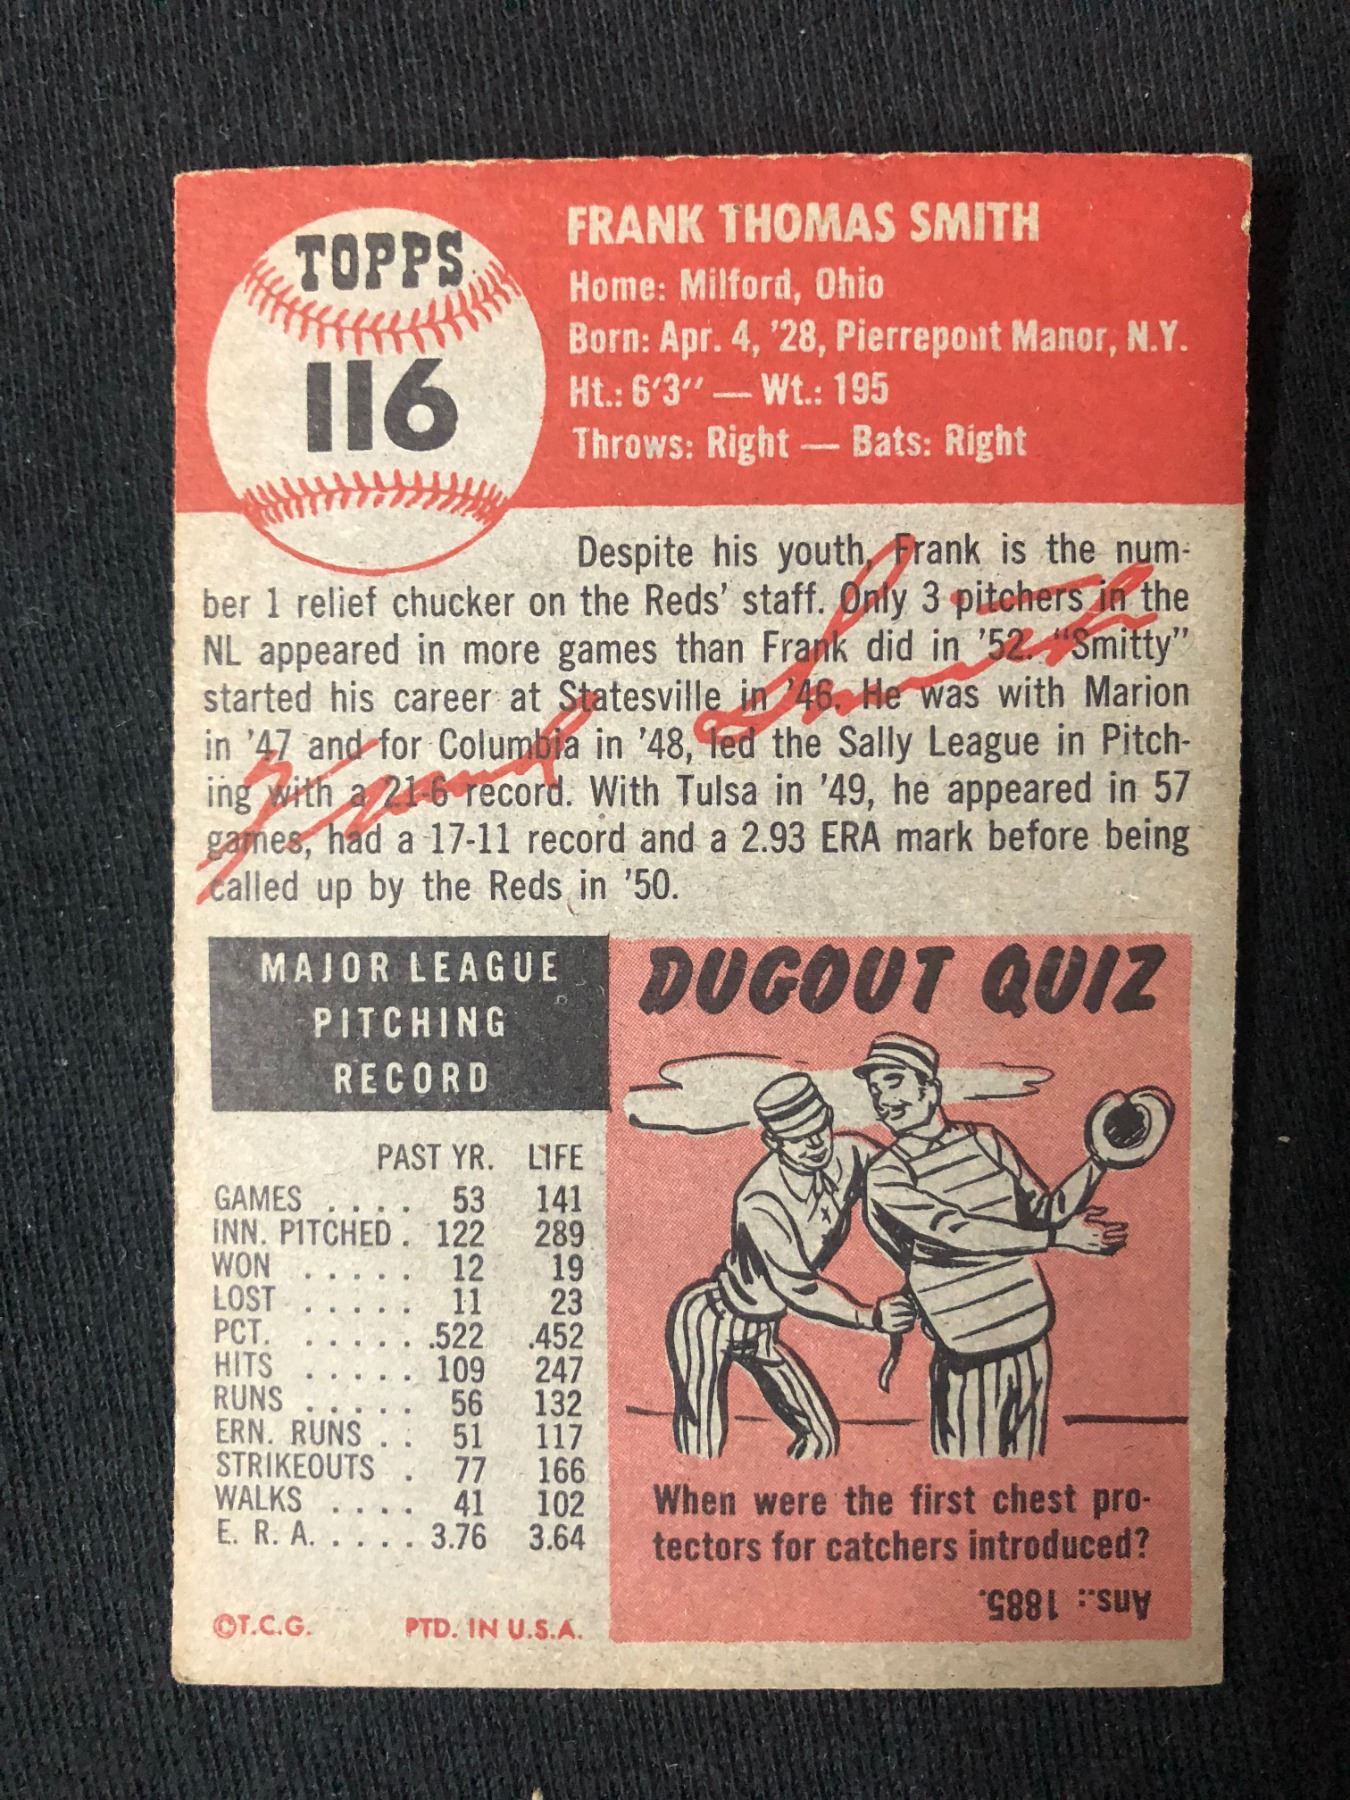 TOPPS
116
FRANK THOMAS SMITH
Home: Milford, Ohio
Born: Apr. 4, '28, Pierrepont Manor, N.Y.
Ht.: 6'3'' — Wt.: 195
Throws: Right — Bats: Right
Despite his youth, Frank is the num-
ber 1 relief chucker on the Reds' staff. Only 3 pitchers in the
NL appeared in more games than Frank did in '52. "Smitty"
started his career at Statesville in '46. He was with Marion
in '47 and for Columbia in '48, led the Sally League in Pitch-
ing with a 21-6 record. With Tulsa in '49, he appeared in 57
games, had a 17-11 record and a 2.93 ERA mark before being
called up by the Reds in '50.
Frank Smith
MAJOR LEAGUE
PITCHING
RECORD
PAST YR. LIFE
GAMES . . . . 53 141
INN. PITCHED . 122 289
WON . . . . . 12 19
LOST . . . . . 11 23
PCT. . . . . . .522 .452
HITS . . . . . 109 247
RUNS . . . . . 56 132
ERN. RUNS . . 51 117
STRIKEOUTS . 77 166
WALKS . . . . 41 102
E. R. A. . . . . 3.76 3.64
©T.C.G. PTD. IN U.S.A.
DUGOUT QUIZ
When were the first chest pro-
tectors for catchers introduced?
Ans.: 1885.